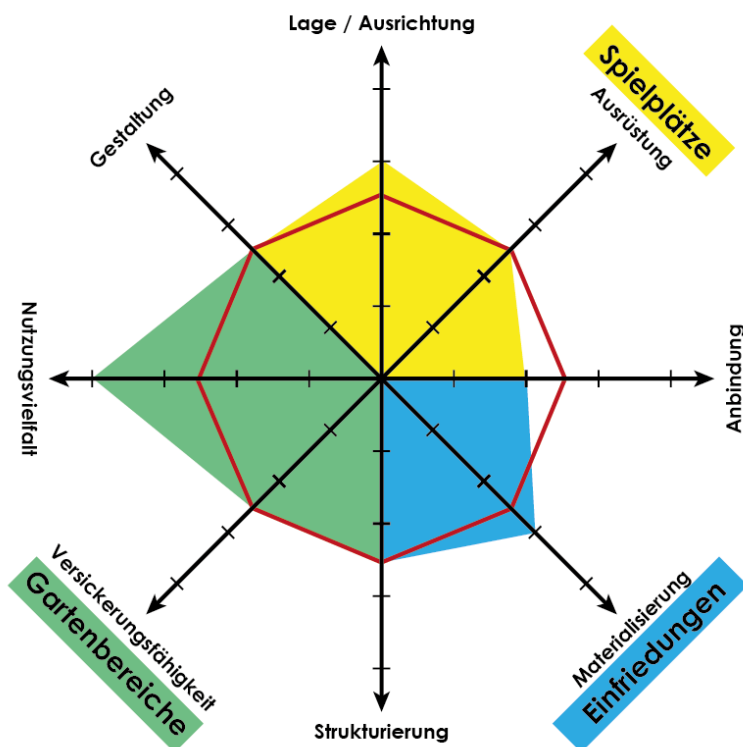 Lage / Ausrichtung
Spielplätze
Ausrüstung
Gestaltung
Nutzungsvielfalt
Anbindung
Versickerungsfähigkeit
Gartenbereiche
Materialisierung
Einfriedungen
Strukturierung